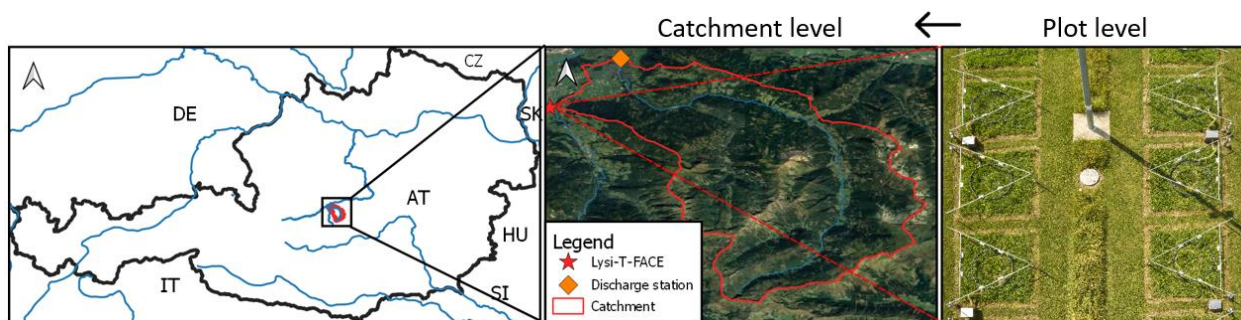 Catchment level
Plot level
CZ
DE
SK
AT
HU
IT
SI
Legend
Lysi-T-FACE
Discharge station
Catchment